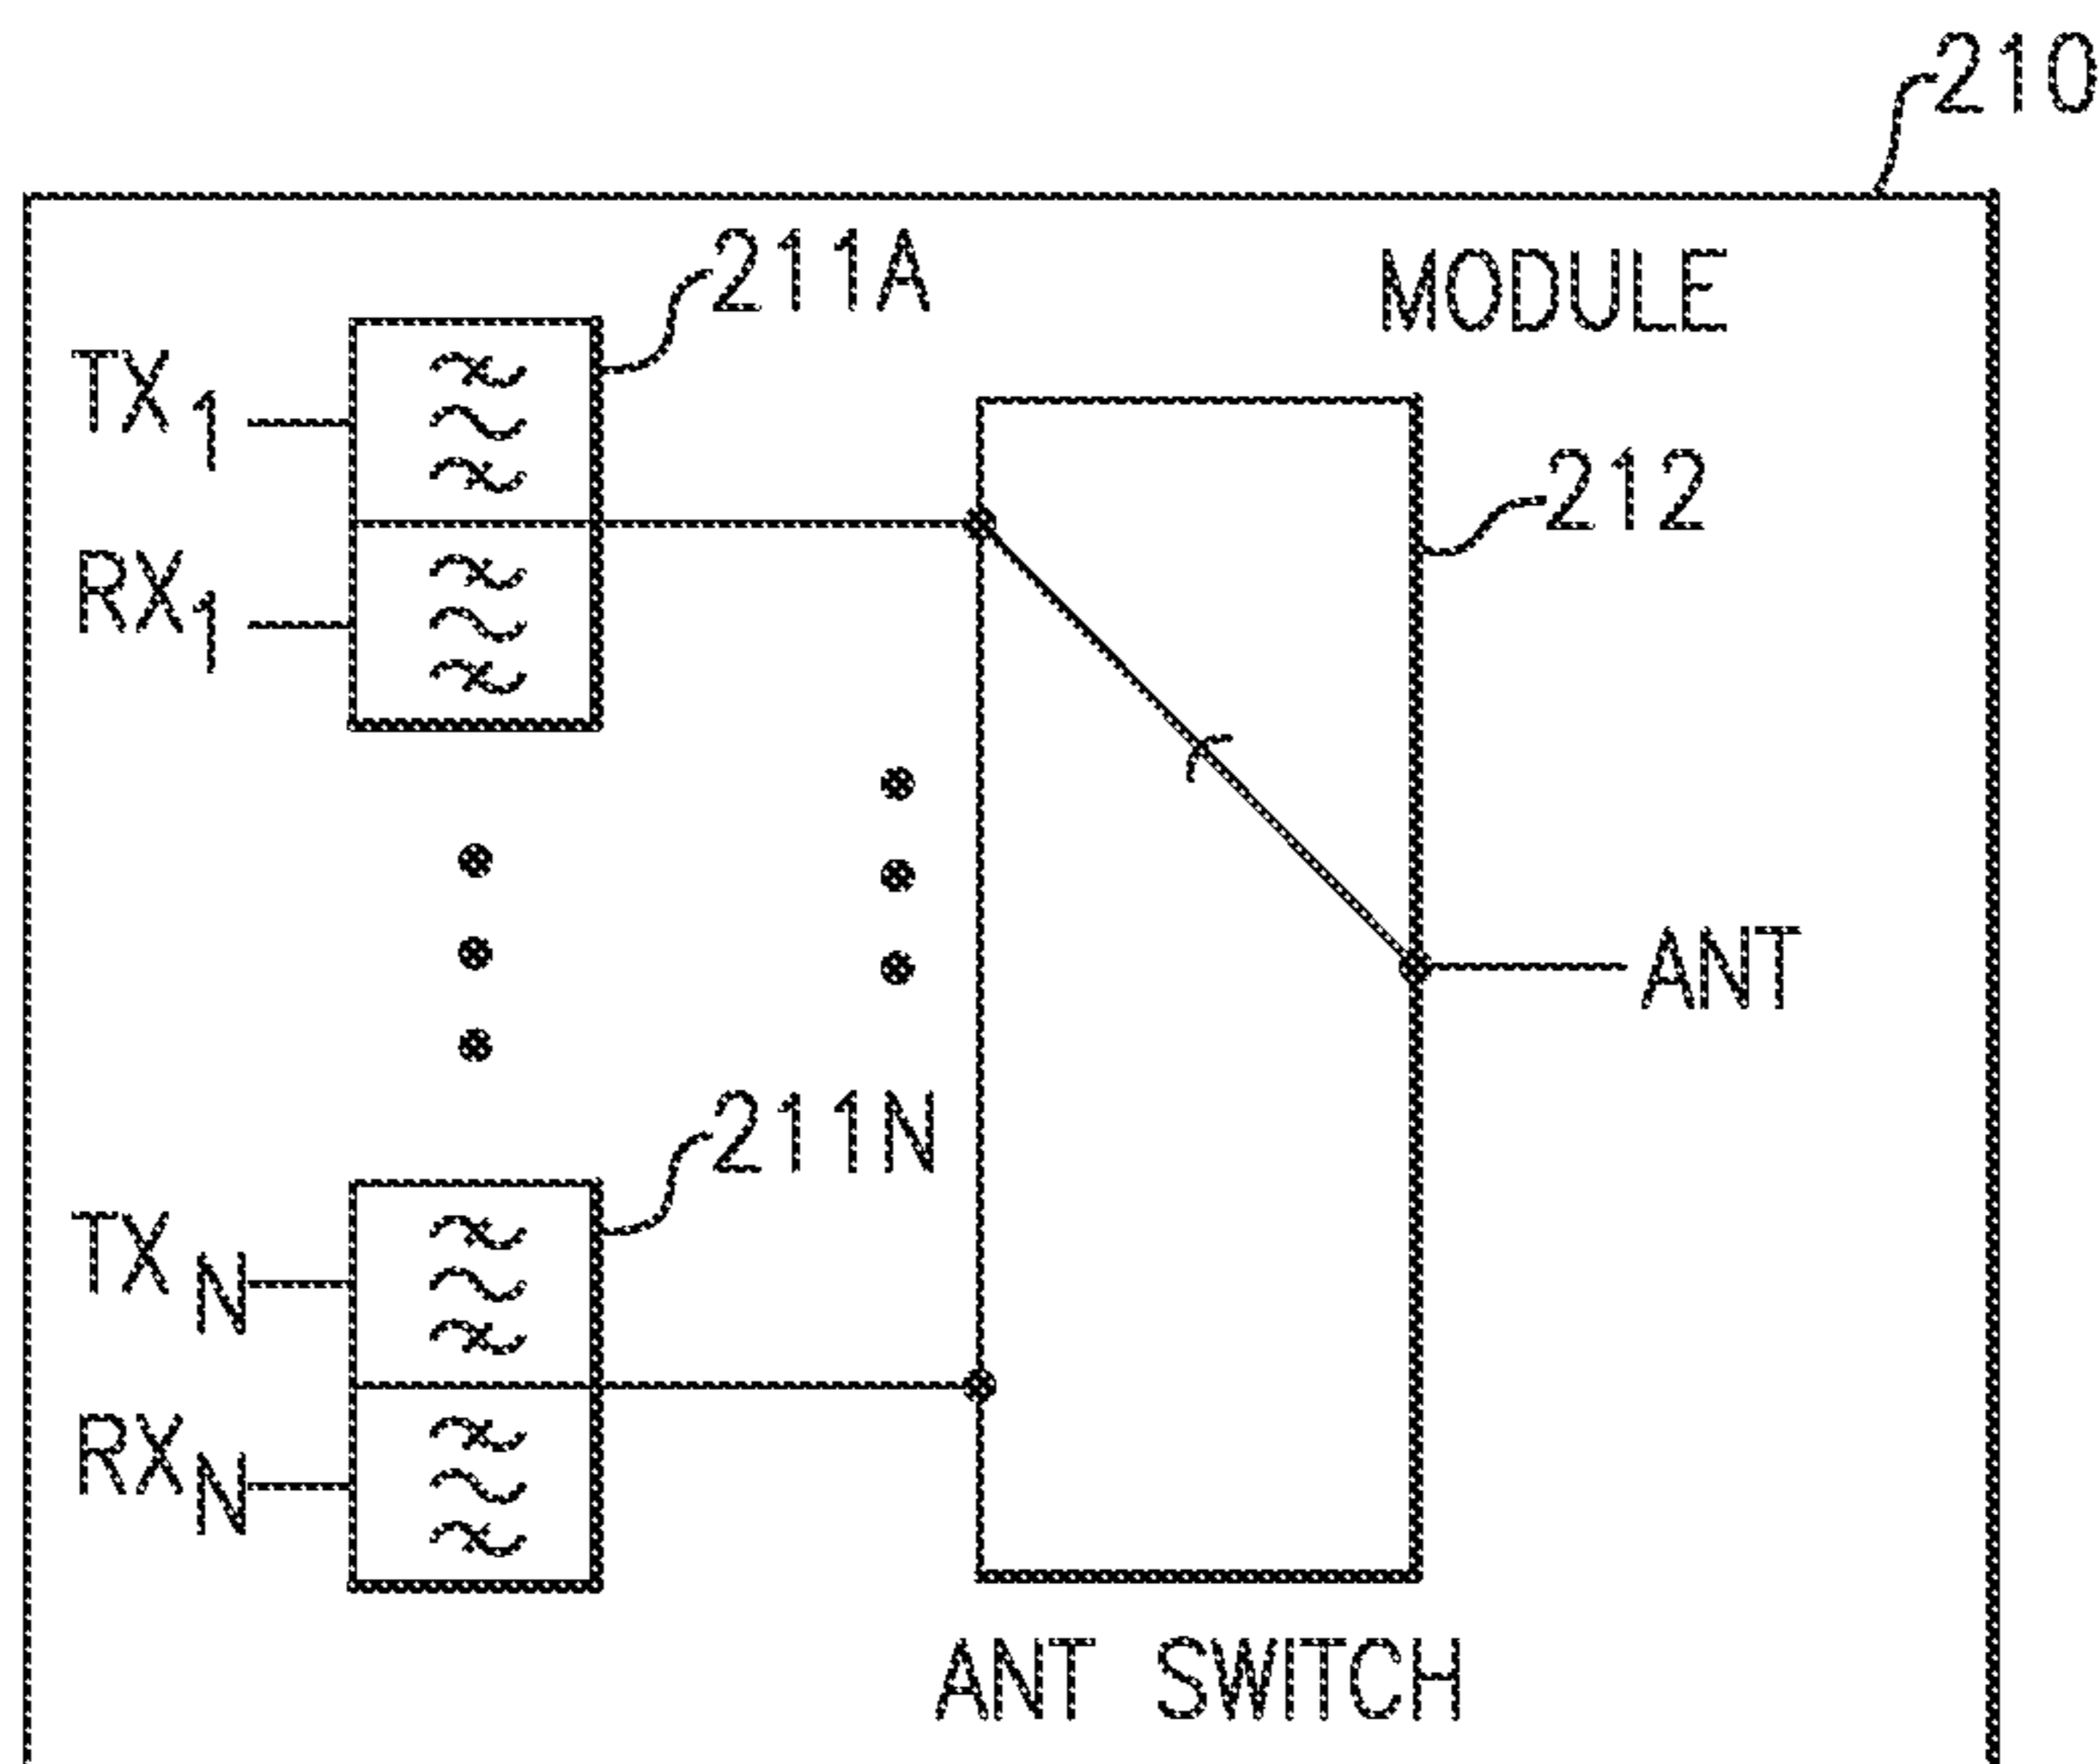 210
MODULE
211A
TX1
RX1
212
ANT
211N
TXN
RXN
ANT SWITCH